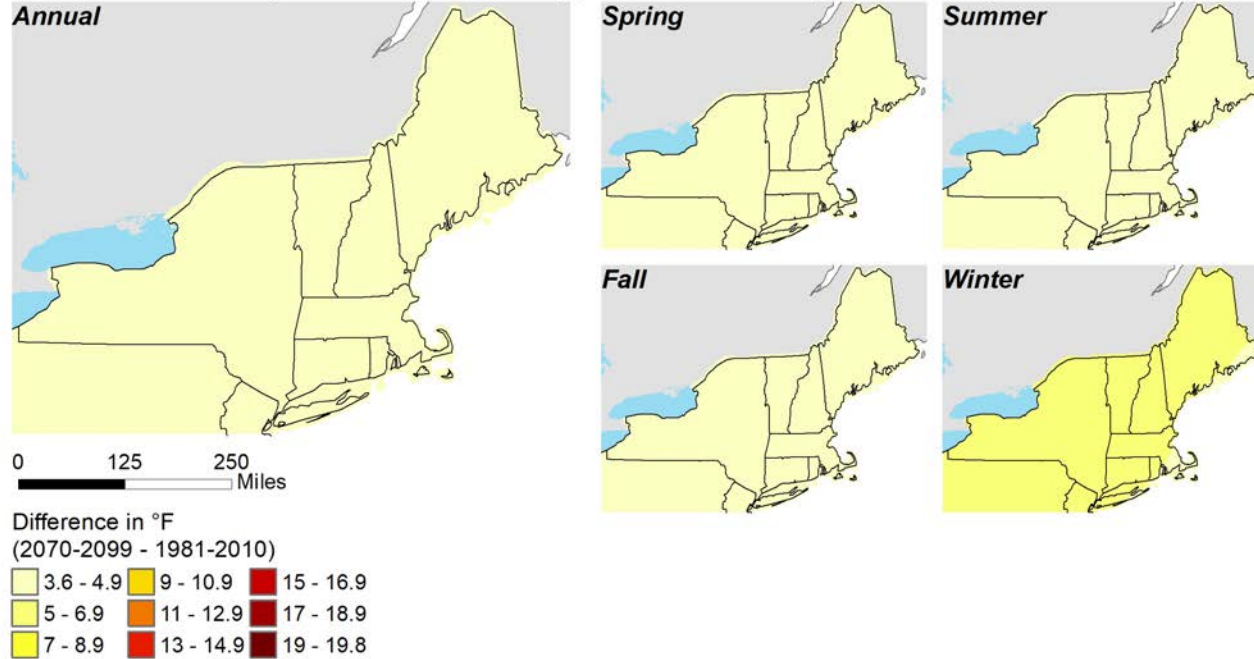 Annual
Spring
Summer
Fall
Winter
0 125 250
Miles
Difference in °F
(2070-2099 - 1981-2010)
3.6 - 4.9 9 - 10.9 15 - 16.9
5 - 6.9 11 - 12.9 17 - 18.9
7 - 8.9 13 - 14.9 19 - 19.8